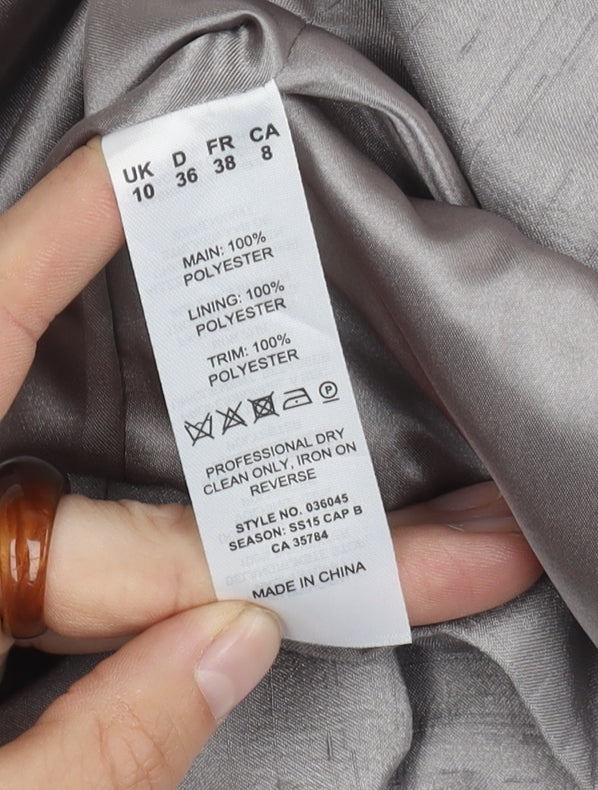 UK D FR CA
10 36 38 8
MAIN: 100%
POLYESTER
LINING: 100%
POLYESTER
TRIM: 100%
POLYESTER
P
PROFESSIONAL DRY
CLEAN ONLY, IRON ON
REVERSE
STYLE NO. 036045
SEASON: SS15 CAP B
CA 35784
MADE IN CHINA